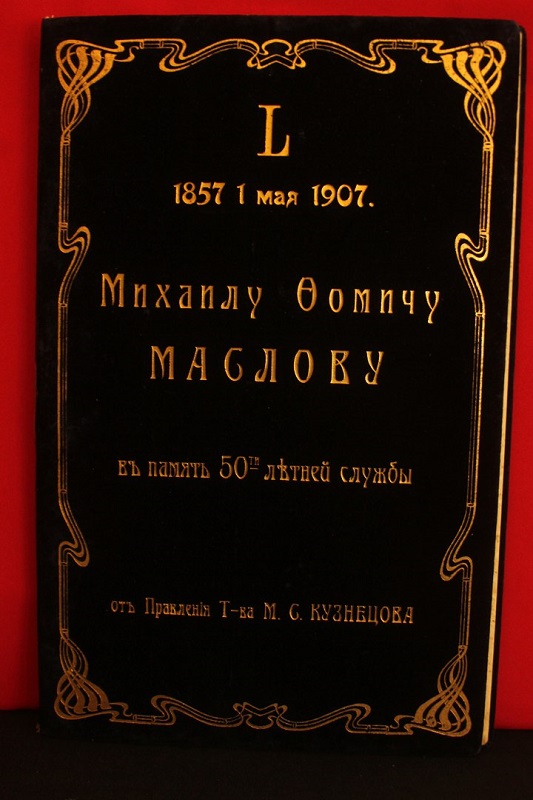 L
1857 1 мая 1907.
Михаилу Ѳомичу
МАСЛОВУ
въ память 50ти лѣтней службы
отъ Правленія Т-ва М. С. КУЗНЕЦОВА